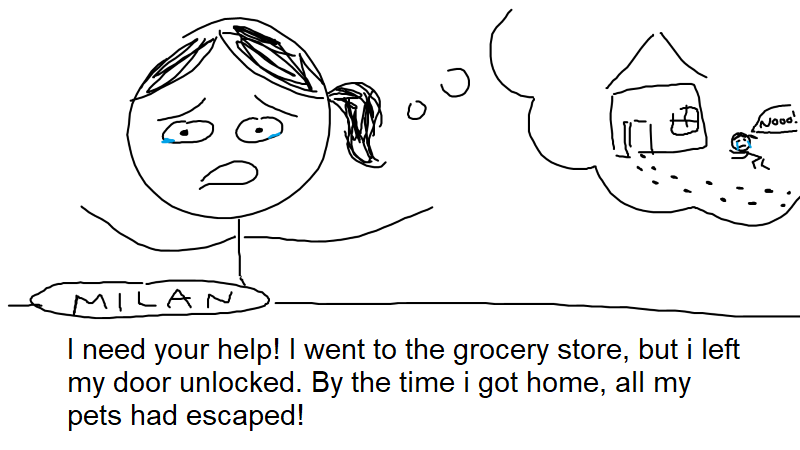 Nooo!
MILAN
I need your help! I went to the grocery store, but i left
my door unlocked. By the time i got home, all my
pets had escaped!